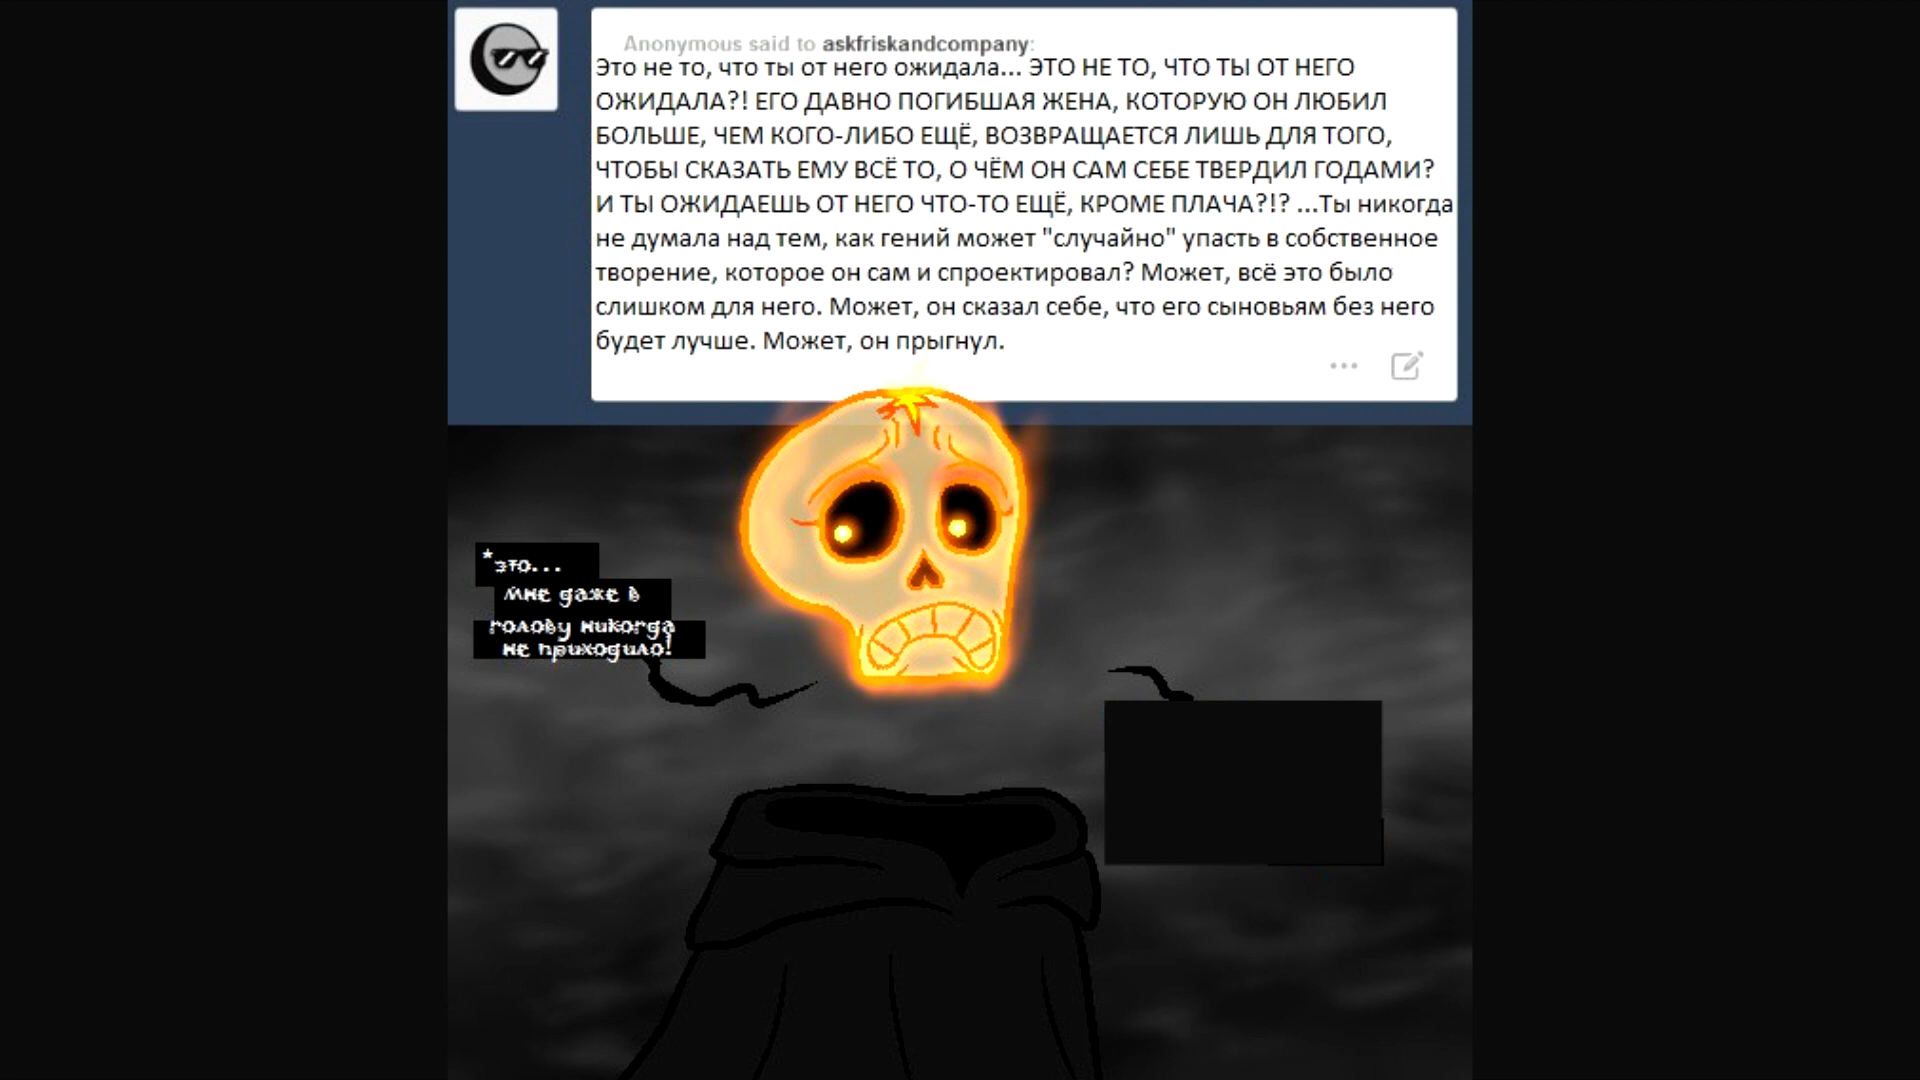 Anonymous said to askfriskandcompany:
Это не то, что ты от него ожидала... ЭТО НЕ ТО, ЧТО ТЫ ОТ НЕГО
ОЖИДАЛА?! ЕГО ДАВНО ПОГИБШАЯ ЖЕНА, КОТОРУЮ ОН ЛЮБИЛ
БОЛЬШЕ, ЧЕМ КОГО-ЛИБО ЕЩЁ, ВОЗВРАЩАЕТСЯ ЛИШЬ ДЛЯ ТОГО,
ЧТОБЫ СКАЗАТЬ ЕМУ ВСЁ ТО, О ЧЁМ ОН САМ СЕБЕ ТВЕРДИЛ ГОДАМИ?
И ТЫ ОЖИДАЕШЬ ОТ НЕГО ЧТО-ТО ЕЩЁ, КРОМЕ ПЛАЧА?!? ...Ты никогда
не думала над тем, как гений может "случайно" упасть в собственное
творение, которое он сам и спроектировал? Может, всё это было
слишком для него. Может, он сказал себе, что его сыновьям без него
будет лучше. Может, он прыгнул.
*это...
мне даже в
голову никогда
не приходило!